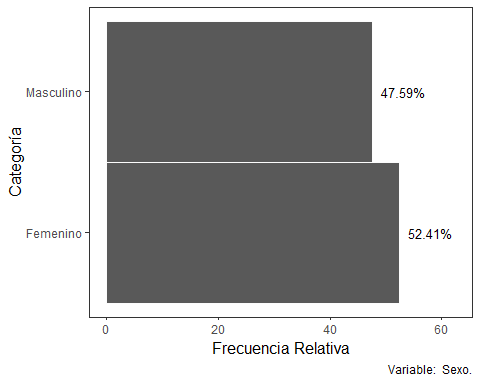 Categoría
Masculino
47.59%
Femenino
52.41%
0
20
40
60
Frecuencia Relativa
Variable: Sexo.